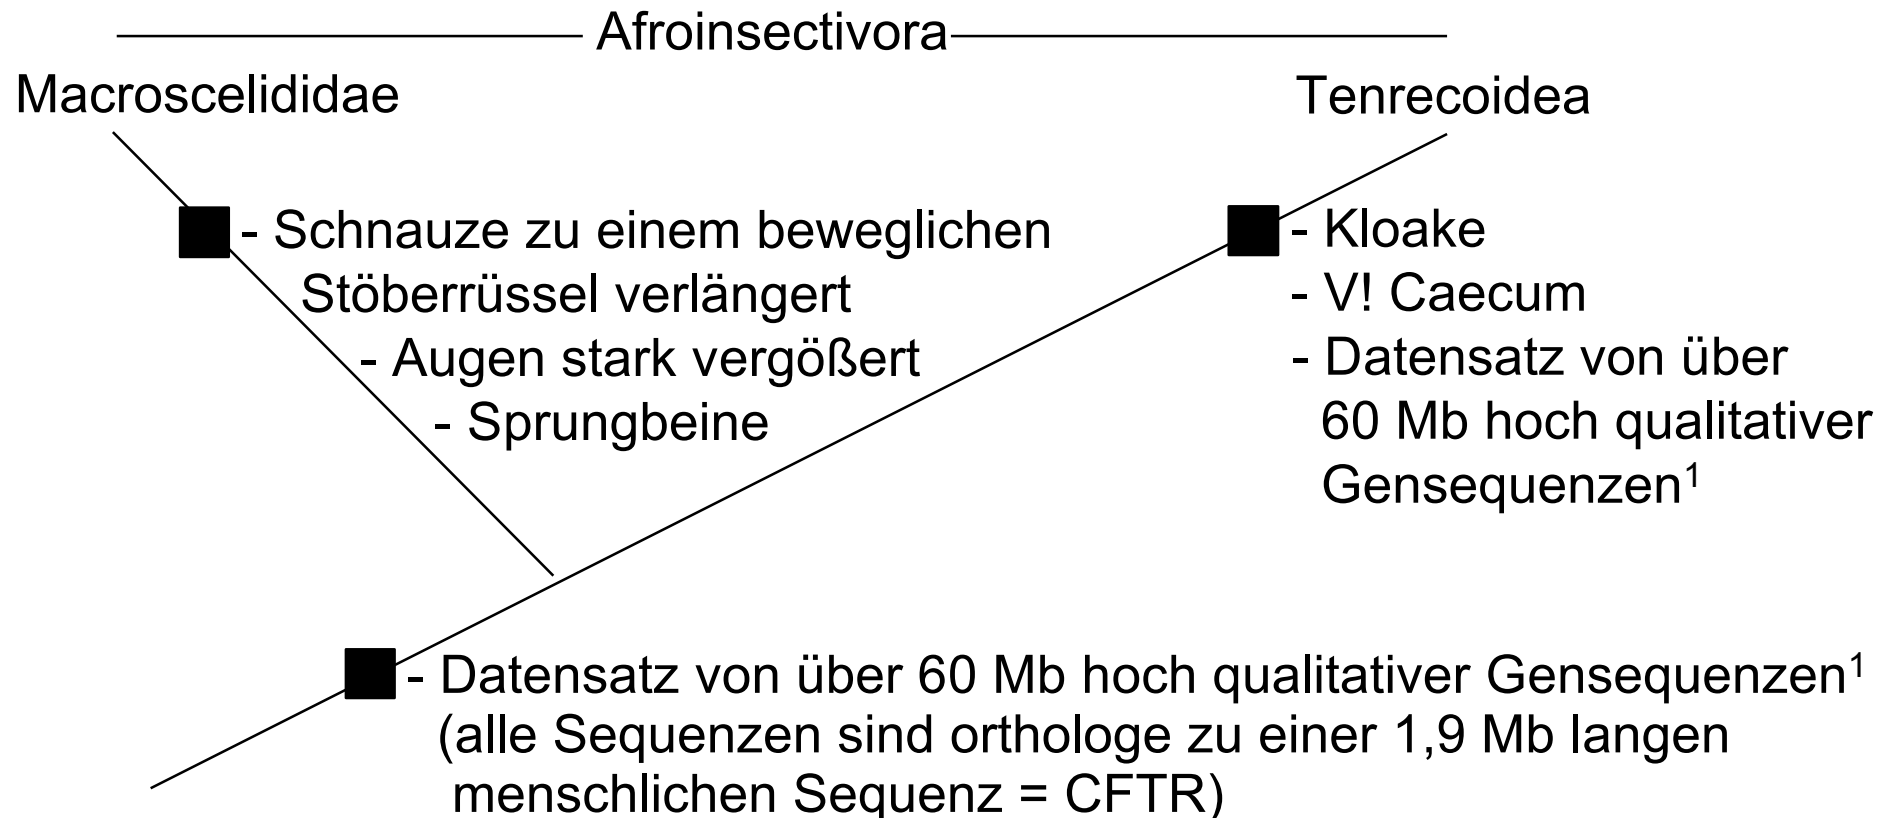 Afroinsectivora
Macroscelididae
Tenrecoidea
- Schnauze zu einem beweglichen
Stöberrüssel verlängert
- Augen stark vergößert
- Sprungbeine
- Kloake
- V! Caecum
- Datensatz von über
60 Mb hoch qualitativer
Gensequenzen¹
- Datensatz von über 60 Mb hoch qualitativer Gensequenzen¹
(alle Sequenzen sind orthologe zu einer 1,9 Mb langen
menschlichen Sequenz = CFTR)